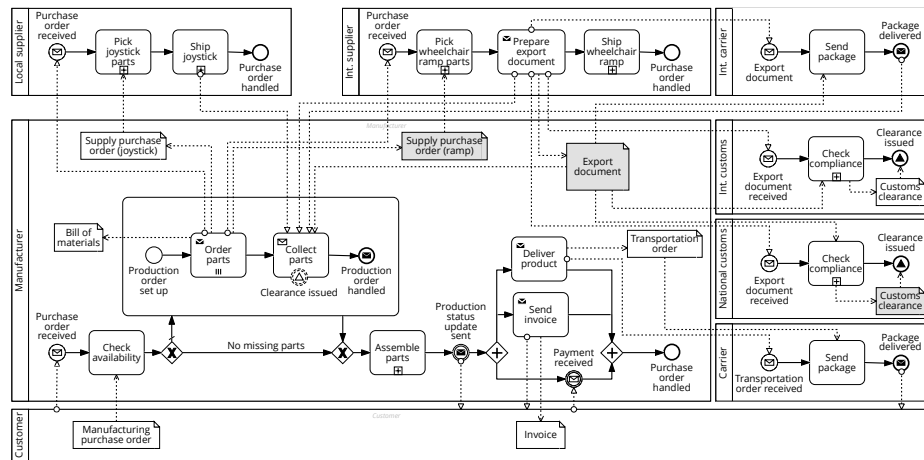 Local supplier
Purchase
order
received
Pick
joystick
parts
Ship
joystick
Purchase
order
handled
Int. supplier
Purchase
order
received
Pick
wheelchair
ramp parts
Prepare
export
document
Ship
wheelchair
ramp
Purchase
order
handled
Int. carrier
Export
document
Send
package
Package
delivered
Manufacturer
Manufacturer
Supply purchase
order (joystick)
Supply purchase
order (ramp)
Export
document
Int. customs
Export
document
received
Check
compliance
Clearance
issued
Customs
clearance
Bill of
materials
Production
order
set up
Order
parts
Collect
parts
Clearance issued
Production
order
handled
Deliver
product
Transportation
order
National customs
Export
document
received
Check
compliance
Clearance
issued
Customs
clearance
Purchase
order
received
Check
availability
No missing parts
Assemble
parts
Production
status
update
sent
Send
invoice
Payment
received
Purchase
order
handled
Carrier
Transportation
order received
Send
package
Package
delivered
Customer
Customer
Manufacturing
purchase order
Invoice